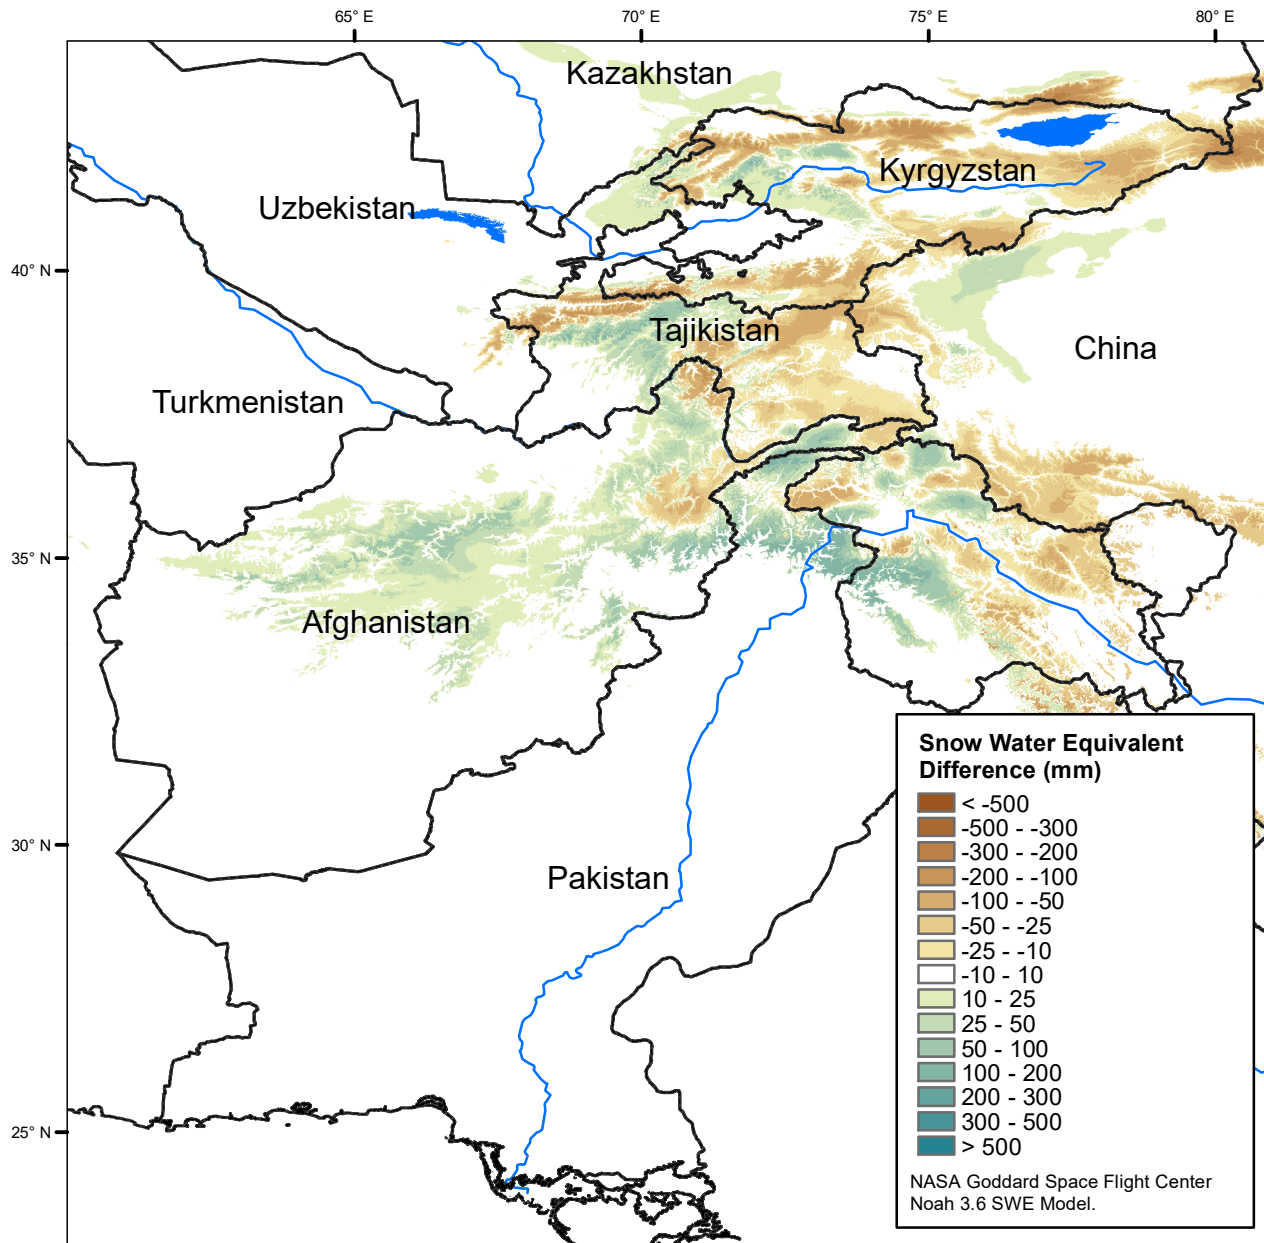 65° E
70° E
75° E
80° E
Kazakhstan
Kyrgyzstan
Uzbekistan
40° N
Tajikistan
China
Turkmenistan
35° N
Afghanistan
Snow Water Equivalent
Difference (mm)
< -500
-500 - -300
-300 - -200
-200 - -100
-100 - -50
-50 - -25
-25 - -10
-10 - 10
10 - 25
25 - 50
50 - 100
100 - 200
200 - 300
300 - 500
> 500
30° N
Pakistan
25° N
NASA Goddard Space Flight Center
Noah 3.6 SWE Model.